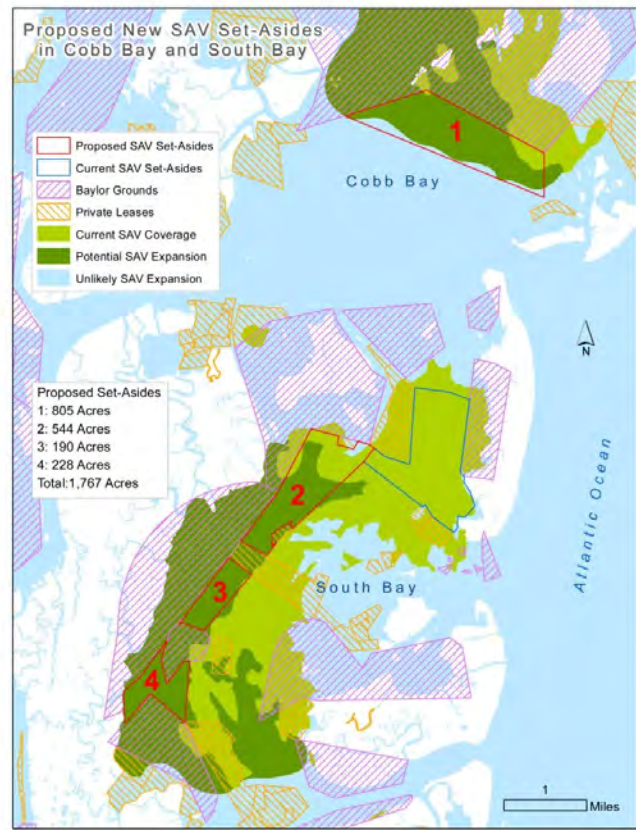 Proposed New SAV Set-Asides
in Cobb Bay and South Bay
Proposed SAV Set-Asides
Current SAV Set-Asides
Baylor Grounds
Private Leases
Current SAV Coverage
Potential SAV Expansion
Unlikely SAV Expansion
1
Cobb Bay
N
Proposed Set-Asides
1: 805 Acres
2: 544 Acres
3: 190 Acres
4: 228 Acres
Total:1,767 Acres
2
Atlantic Ocean
3
South Bay
4
1
Miles